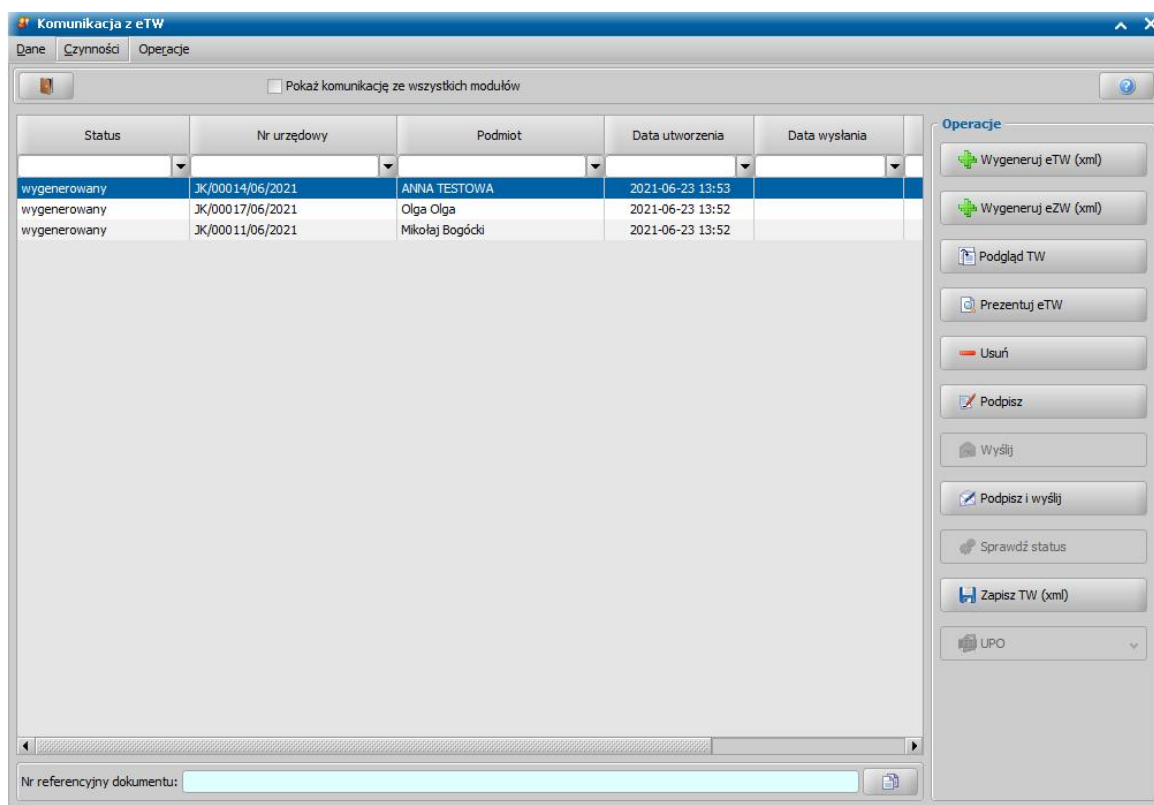 Komunikacja z eTW
Dane Czynności Operacje
Pokaż komunikację ze wszystkich modułów
Status Nr urzędowy Podmiot Data utworzenia Data wysłania
wygenerowany JK/00014/06/2021 ANNA TESTOWA 2021-06-23 13:53
wygenerowany JK/00017/06/2021 Olga Olga 2021-06-23 13:52
wygenerowany JK/00011/06/2021 Mikołaj Bogócki 2021-06-23 13:52
Operacje
Wygeneruj eTW (xml)
Wygeneruj eZW (xml)
Podgląd TW
Prezentuj eTW
Usuń
Podpisz
Wyślij
Podpisz i wyślij
Sprawdź status
Zapisz TW (xml)
UPO
Nr referencyjny dokumentu: